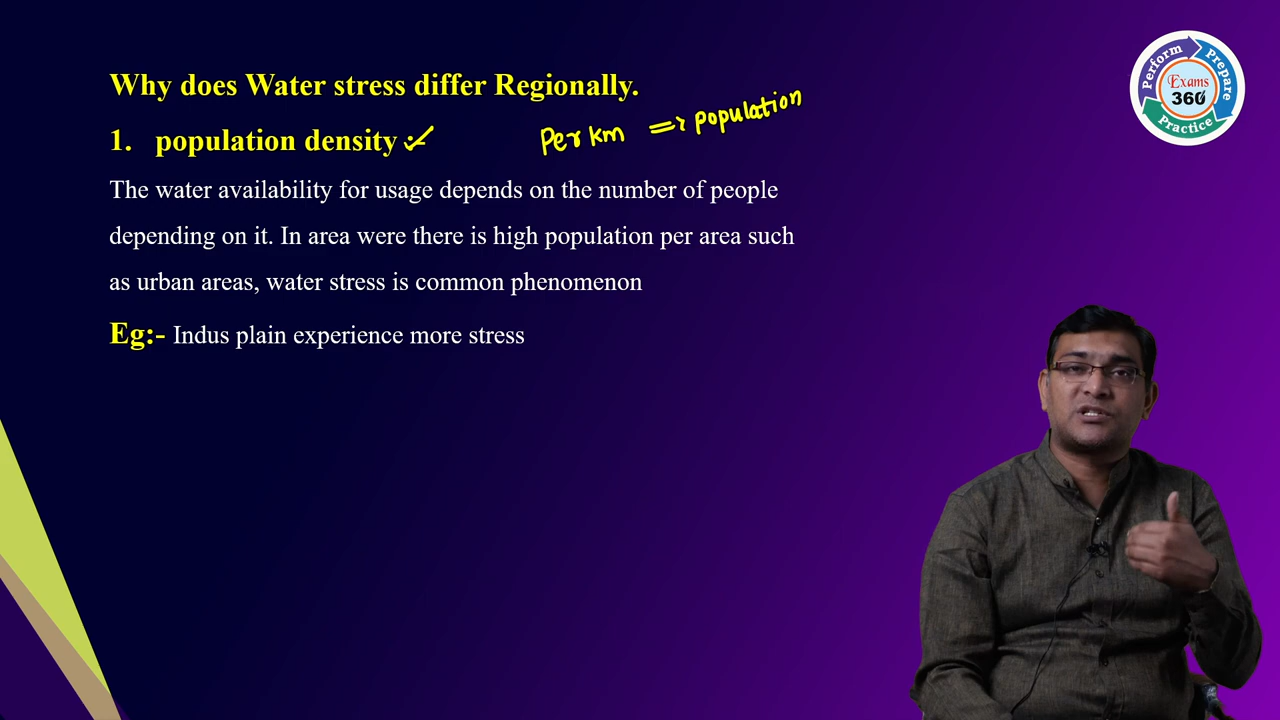 Why does Water stress differ Regionally.
1. population density :-
Per km => population
The water availability for usage depends on the number of people
depending on it. In area were there is high population per area such
as urban areas, water stress is common phenomenon
Eg:- Indus plain experience more stress
Perform
Prepare
Practice
Exams
360